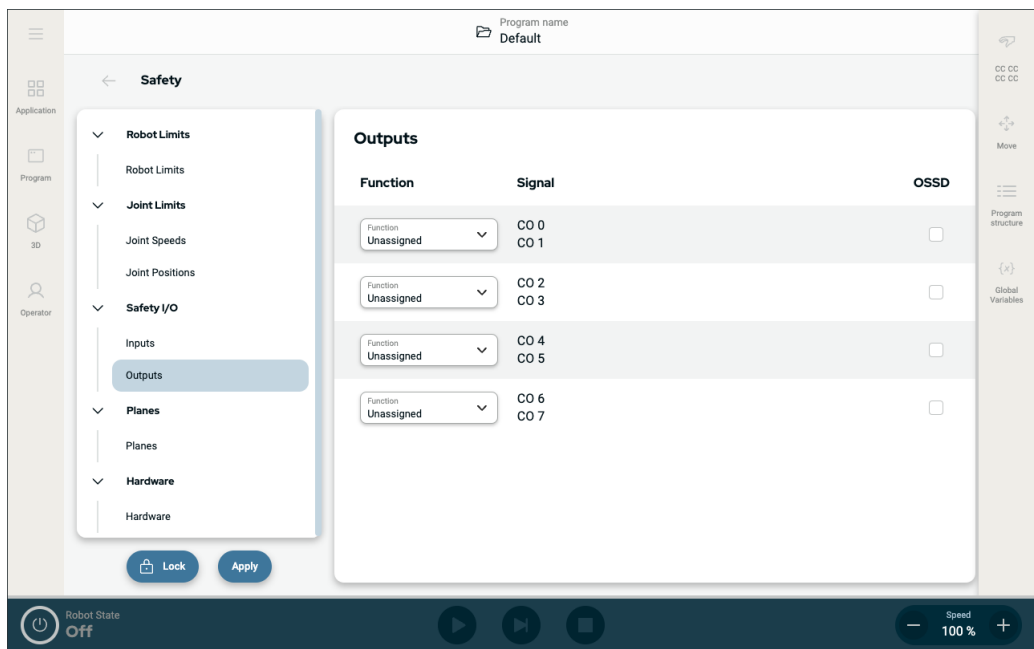 Program name
Default
Application
Program
3D
Operator
Safety
Robot Limits
Robot Limits
Joint Limits
Joint Speeds
Joint Positions
Safety I/O
Inputs
Outputs
Planes
Planes
Hardware
Hardware
Lock
Apply
Outputs
Function
Signal
OSSD
Function
Unassigned
CO 0
CO 1
Function
Unassigned
CO 2
CO 3
Function
Unassigned
CO 4
CO 5
Function
Unassigned
CO 6
CO 7
CC CC
CC CC
Move
Program
structure
{x}
Global
Variables
Robot State
Off
Speed
100 %